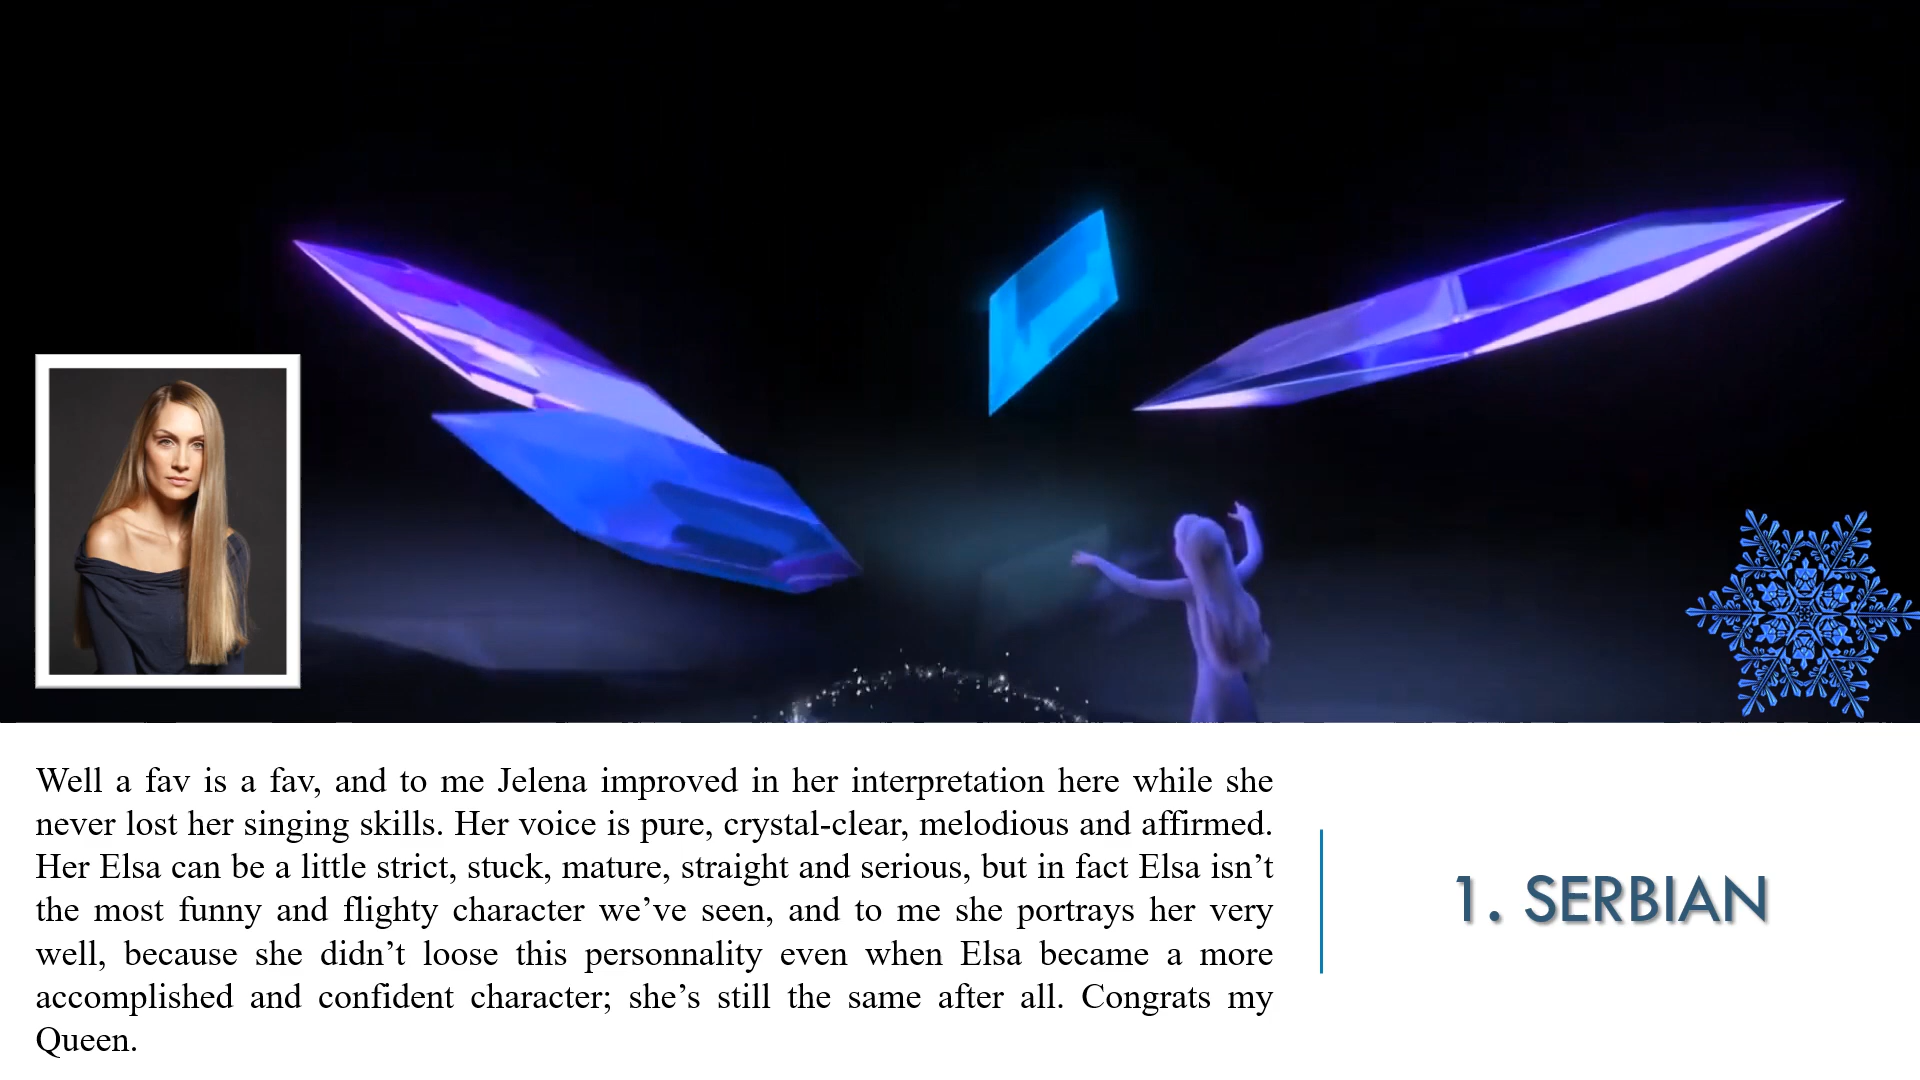 Well a fav is a fav, and to me Jelena improved in her interpretation here while she
never lost her singing skills. Her voice is pure, crystal-clear, melodious and affirmed.
Her Elsa can be a little strict, stuck, mature, straight and serious, but in fact Elsa isn’t
the most funny and flighty character we’ve seen, and to me she portrays her very
well, because she didn’t loose this personnality even when Elsa became a more
accomplished and confident character; she’s still the same after all. Congrats my
Queen.
1. SERBIAN